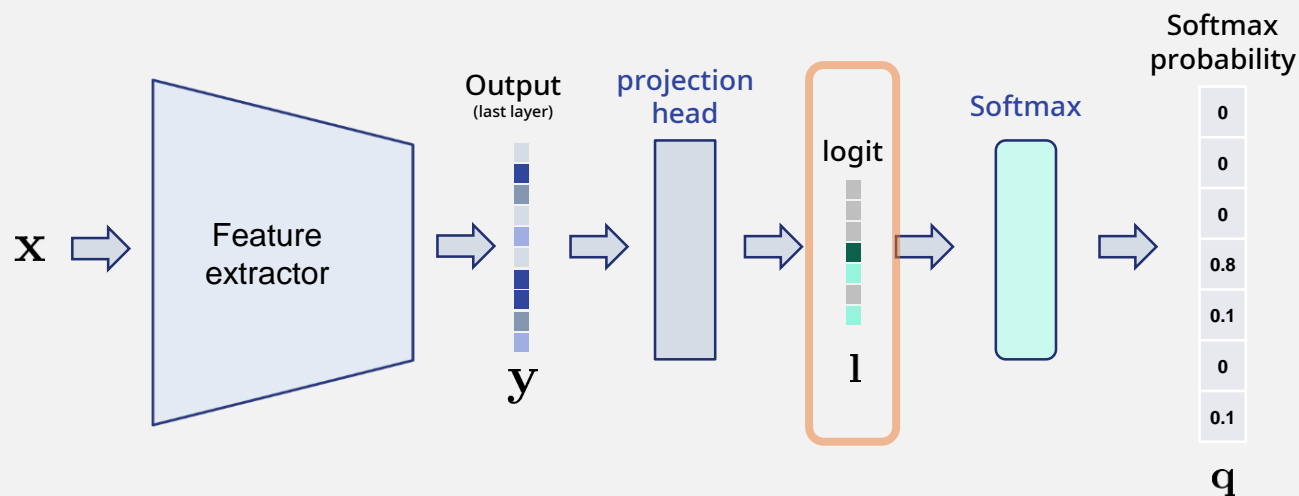 x
Feature
extractor
Output
(last layer)
y
projection
head
logit
l
Softmax
Softmax
probability
0
0
0
0.8
0.1
0
0.1
q